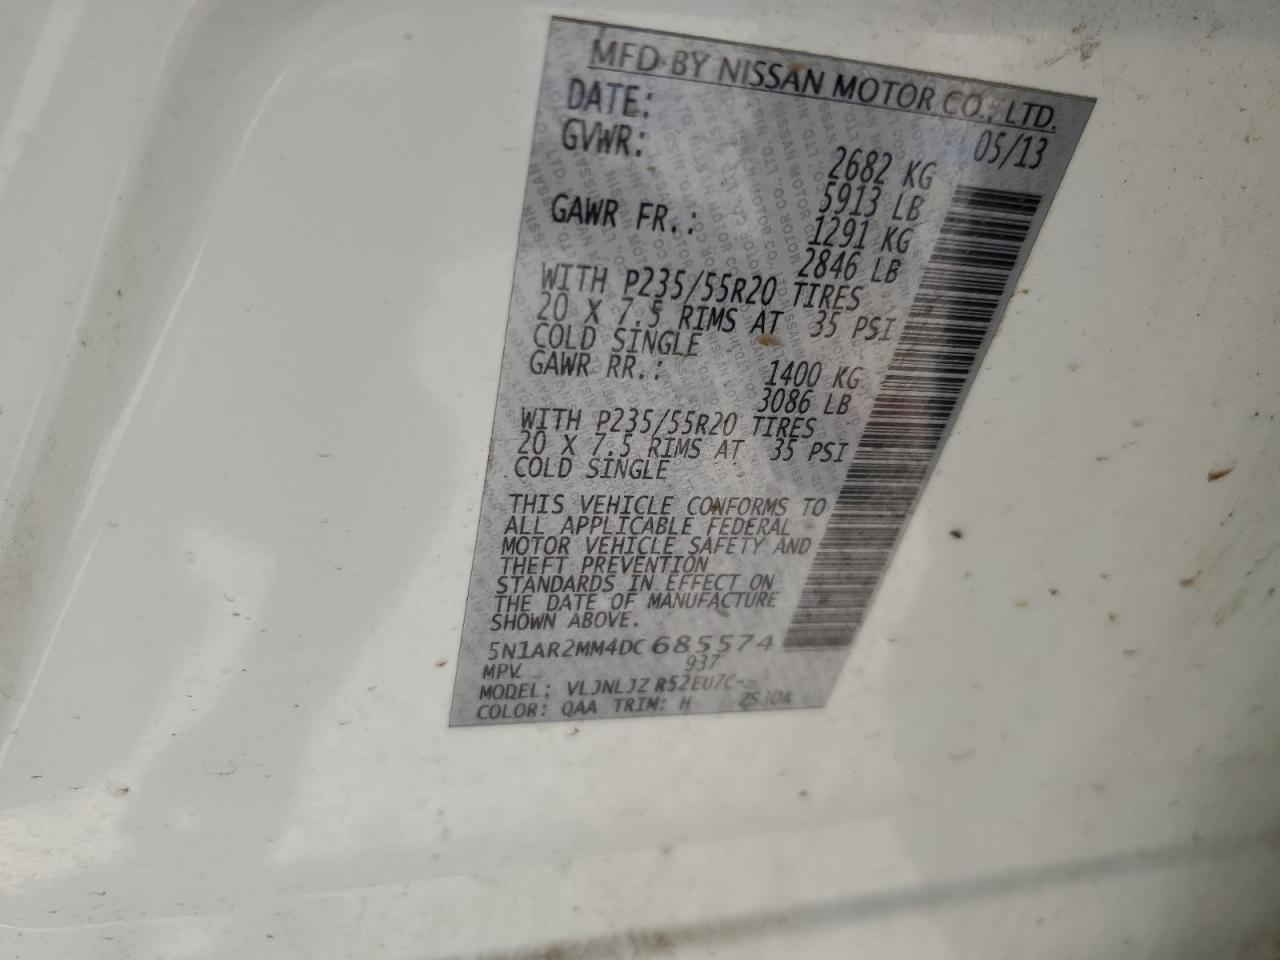 MFD BY NISSAN MOTOR CO., LTD.
DATE: 05/13
GVWR: 2682 KG
5913 LB
GAWR FR.: 1291 KG
2846 LB
WITH P235/55R20 TIRES
20 X 7.5 RIMS AT 35 PSI
COLD SINGLE
GAWR RR.: 1400 KG
3086 LB
WITH P235/55R20 TIRES
20 X 7.5 RIMS AT 35 PSI
COLD SINGLE
THIS VEHICLE CONFORMS TO
ALL APPLICABLE FEDERAL
MOTOR VEHICLE SAFETY AND
THEFT PREVENTION
STANDARDS IN EFFECT ON
THE DATE OF MANUFACTURE
SHOWN ABOVE.
5N1AR2MM4DC685574
MPV 937
MODEL: VLJNLJZ R52EU7C--
COLOR: QAA TRIM: H ZS30A